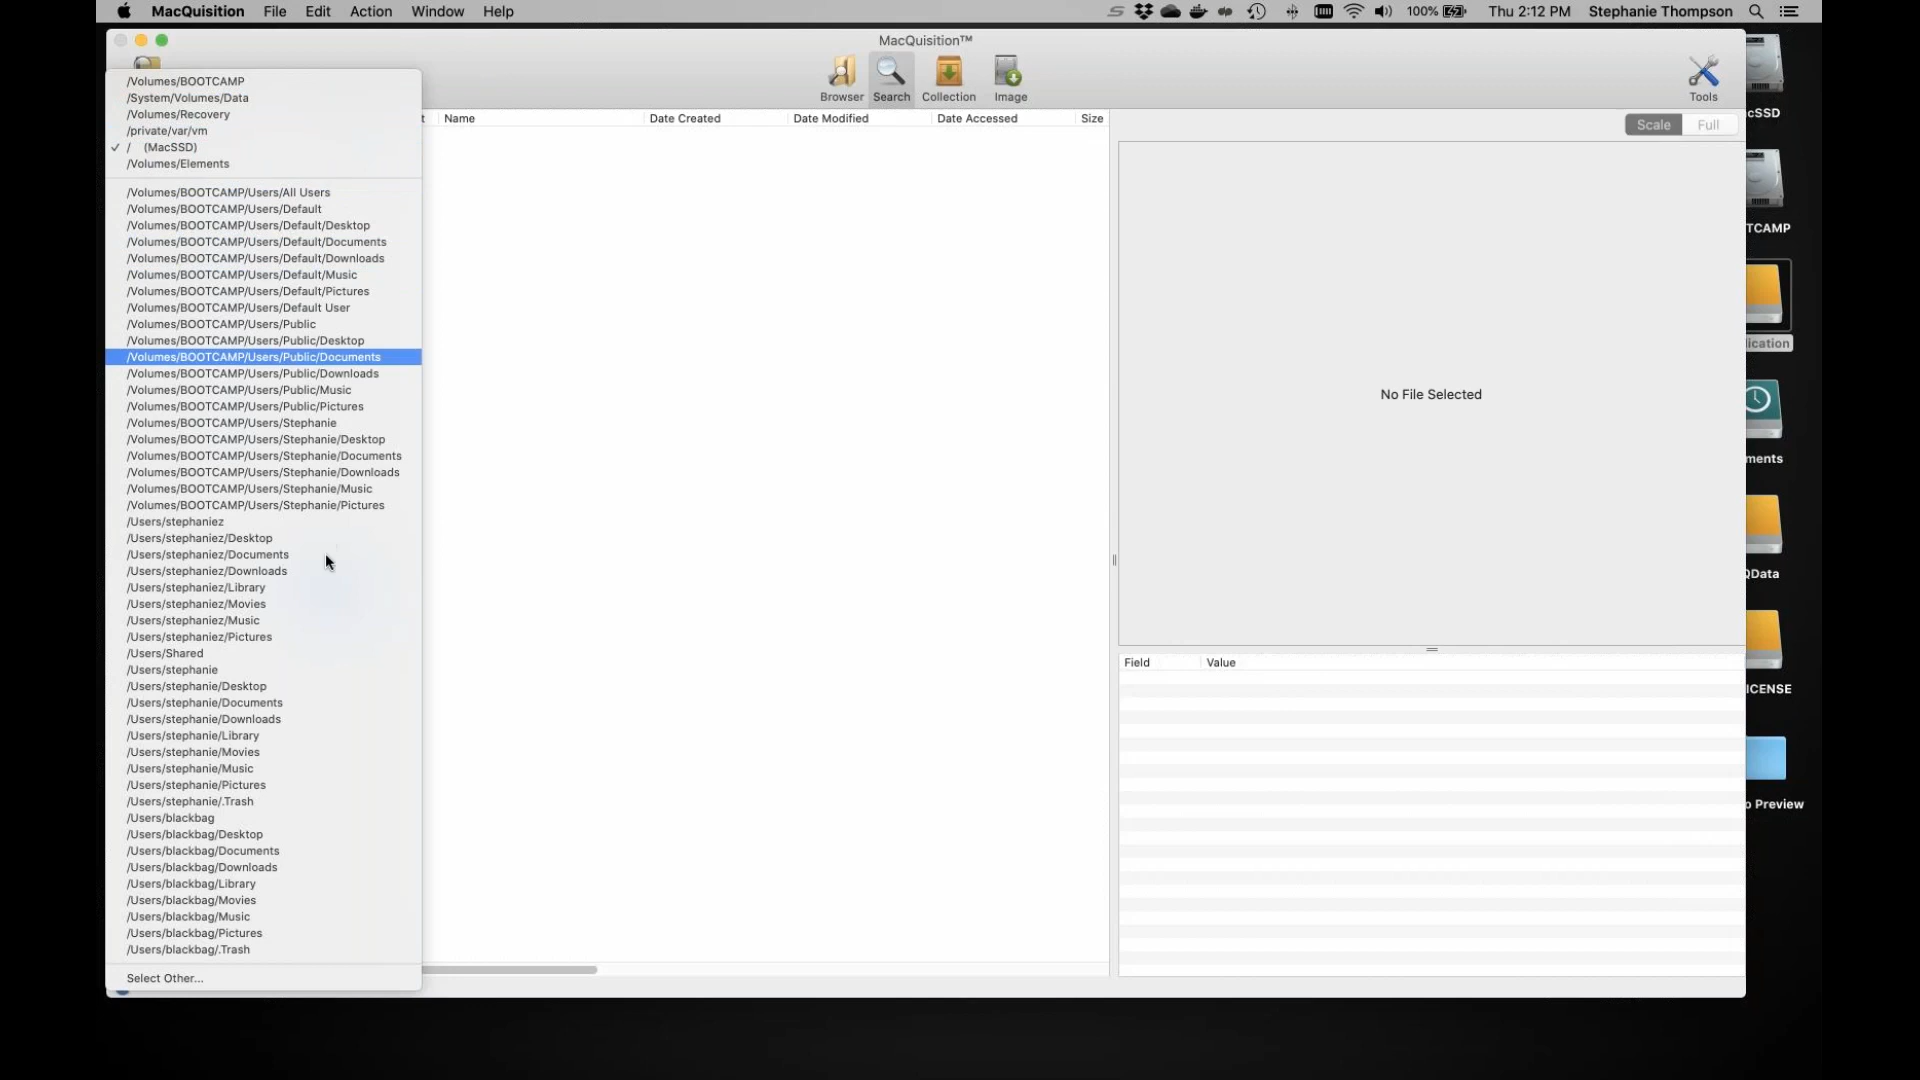 MacQuisition File Edit Action Window Help
100% Thu 2:12 PM Stephanie Thompson
MacQuisition™
Browser Search Collection Image Tools
/Volumes/BOOTCAMP
/System/Volumes/Data
/Volumes/Recovery
/private/var/vm
✓ / (MacSSD)
/Volumes/Elements
/Volumes/BOOTCAMP/Users/All Users
/Volumes/BOOTCAMP/Users/Default
/Volumes/BOOTCAMP/Users/Default/Desktop
/Volumes/BOOTCAMP/Users/Default/Documents
/Volumes/BOOTCAMP/Users/Default/Downloads
/Volumes/BOOTCAMP/Users/Default/Music
/Volumes/BOOTCAMP/Users/Default/Pictures
/Volumes/BOOTCAMP/Users/Default User
/Volumes/BOOTCAMP/Users/Public
/Volumes/BOOTCAMP/Users/Public/Desktop
/Volumes/BOOTCAMP/Users/Public/Documents
/Volumes/BOOTCAMP/Users/Public/Downloads
/Volumes/BOOTCAMP/Users/Public/Music
/Volumes/BOOTCAMP/Users/Public/Pictures
/Volumes/BOOTCAMP/Users/Stephanie
/Volumes/BOOTCAMP/Users/Stephanie/Desktop
/Volumes/BOOTCAMP/Users/Stephanie/Documents
/Volumes/BOOTCAMP/Users/Stephanie/Downloads
/Volumes/BOOTCAMP/Users/Stephanie/Music
/Volumes/BOOTCAMP/Users/Stephanie/Pictures
/Users/stephaniez
/Users/stephaniez/Desktop
/Users/stephaniez/Documents
/Users/stephaniez/Downloads
/Users/stephaniez/Library
/Users/stephaniez/Movies
/Users/stephaniez/Music
/Users/stephaniez/Pictures
/Users/Shared
/Users/stephanie
/Users/stephanie/Desktop
/Users/stephanie/Documents
/Users/stephanie/Downloads
/Users/stephanie/Library
/Users/stephanie/Movies
/Users/stephanie/Music
/Users/stephanie/Pictures
/Users/stephanie/.Trash
/Users/blackbag
/Users/blackbag/Desktop
/Users/blackbag/Documents
/Users/blackbag/Downloads
/Users/blackbag/Library
/Users/blackbag/Movies
/Users/blackbag/Music
/Users/blackbag/Pictures
/Users/blackbag/.Trash
Select Other...
t Name Date Created Date Modified Date Accessed Size
Scale Full
No File Selected
Field Value
cSSD
TCAMP
ication
ments
QData
ICENSE
o Preview